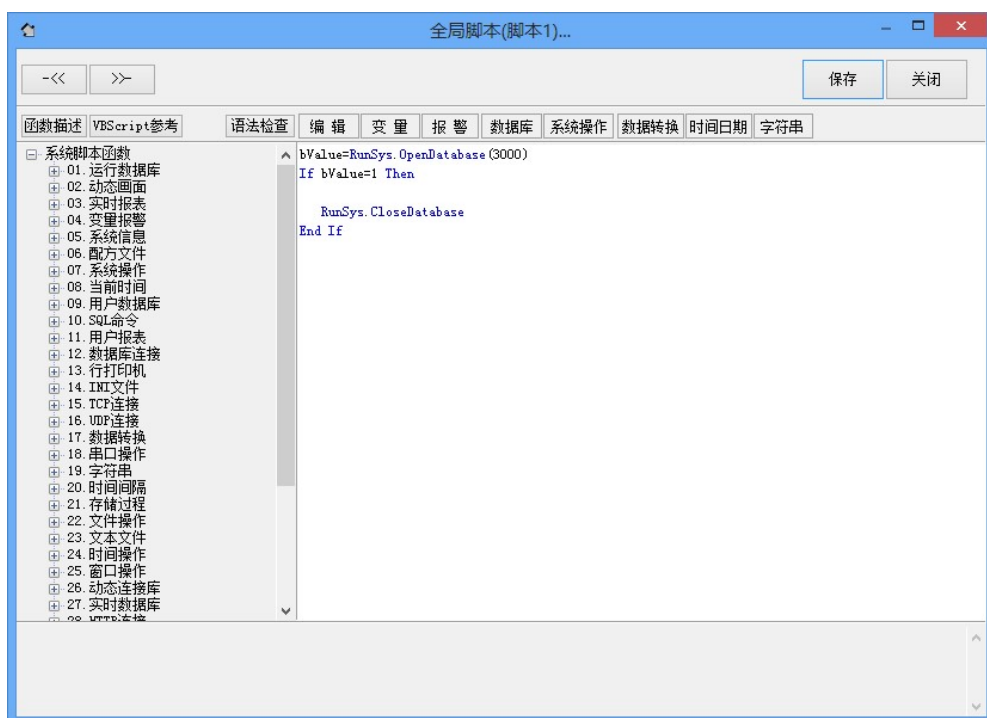 全局脚本(脚本1)...
-<< >>-
保存 关闭
函数描述 VBScript参考 语法检查 编 辑 变 量 报 警 数据库 系统操作 数据转换 时间日期 字符串
系统脚本函数
01. 运行数据库
02. 动态画面
03. 实时报表
04. 变量报警
05. 系统信息
06. 配方文件
07. 系统操作
08. 当前时间
09. 用户数据库
10. SQL命令
11. 用户报表
12. 数据库连接
13. 行打印机
14. INI文件
15. TCP连接
16. UDP连接
17. 数据转换
18. 串口操作
19. 字符串
20. 时间间隔
21. 存储过程
22. 文件操作
23. 文本文件
24. 时间操作
25. 窗口操作
26. 动态连接库
27. 实时数据库
28. HTTP连接
bValue=RunSys.OpenDatabase(3000)
If bValue=1 Then
RunSys.CloseDatabase
End If